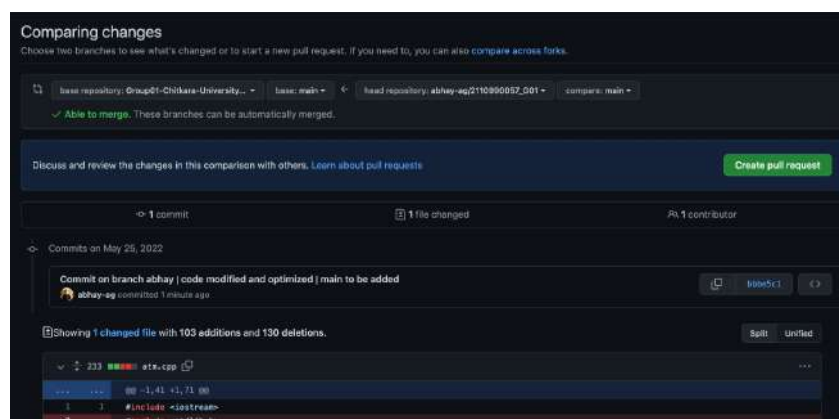 Comparing changes
Choose two branches to see what's changed or to start a new pull request. If you need to, you can also compare across forks.
base repository: Group01-Chitkara-University... base: main ← head repository: abhay-ag/2110990057_G01 compare: main
✓ Able to merge. These branches can be automatically merged.
Discuss and review the changes in this comparison with others. Learn about pull requests Create pull request
1 commit 1 file changed 1 contributor
Commits on May 25, 2022
Commit on branch abhay | code modified and optimized | main to be added
abhay-ag committed 1 minute ago
<>
Showing 1 changed file with 103 additions and 130 deletions. Split Unified
233 atm.cpp ...
... ... @@ -1,41 +1,71 @@
1 1 #include <iostream>